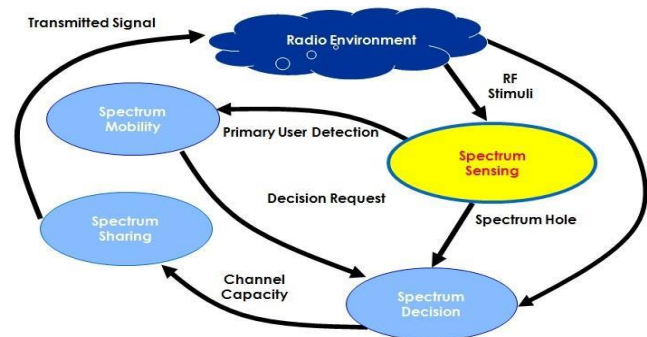 Transmitted Signal
Radio Environment
RF
Stimuli
Spectrum
Mobility
Primary User Detection
Spectrum
Sensing
Decision Request
Spectrum Hole
Spectrum
Sharing
Channel
Capacity
Spectrum
Decision